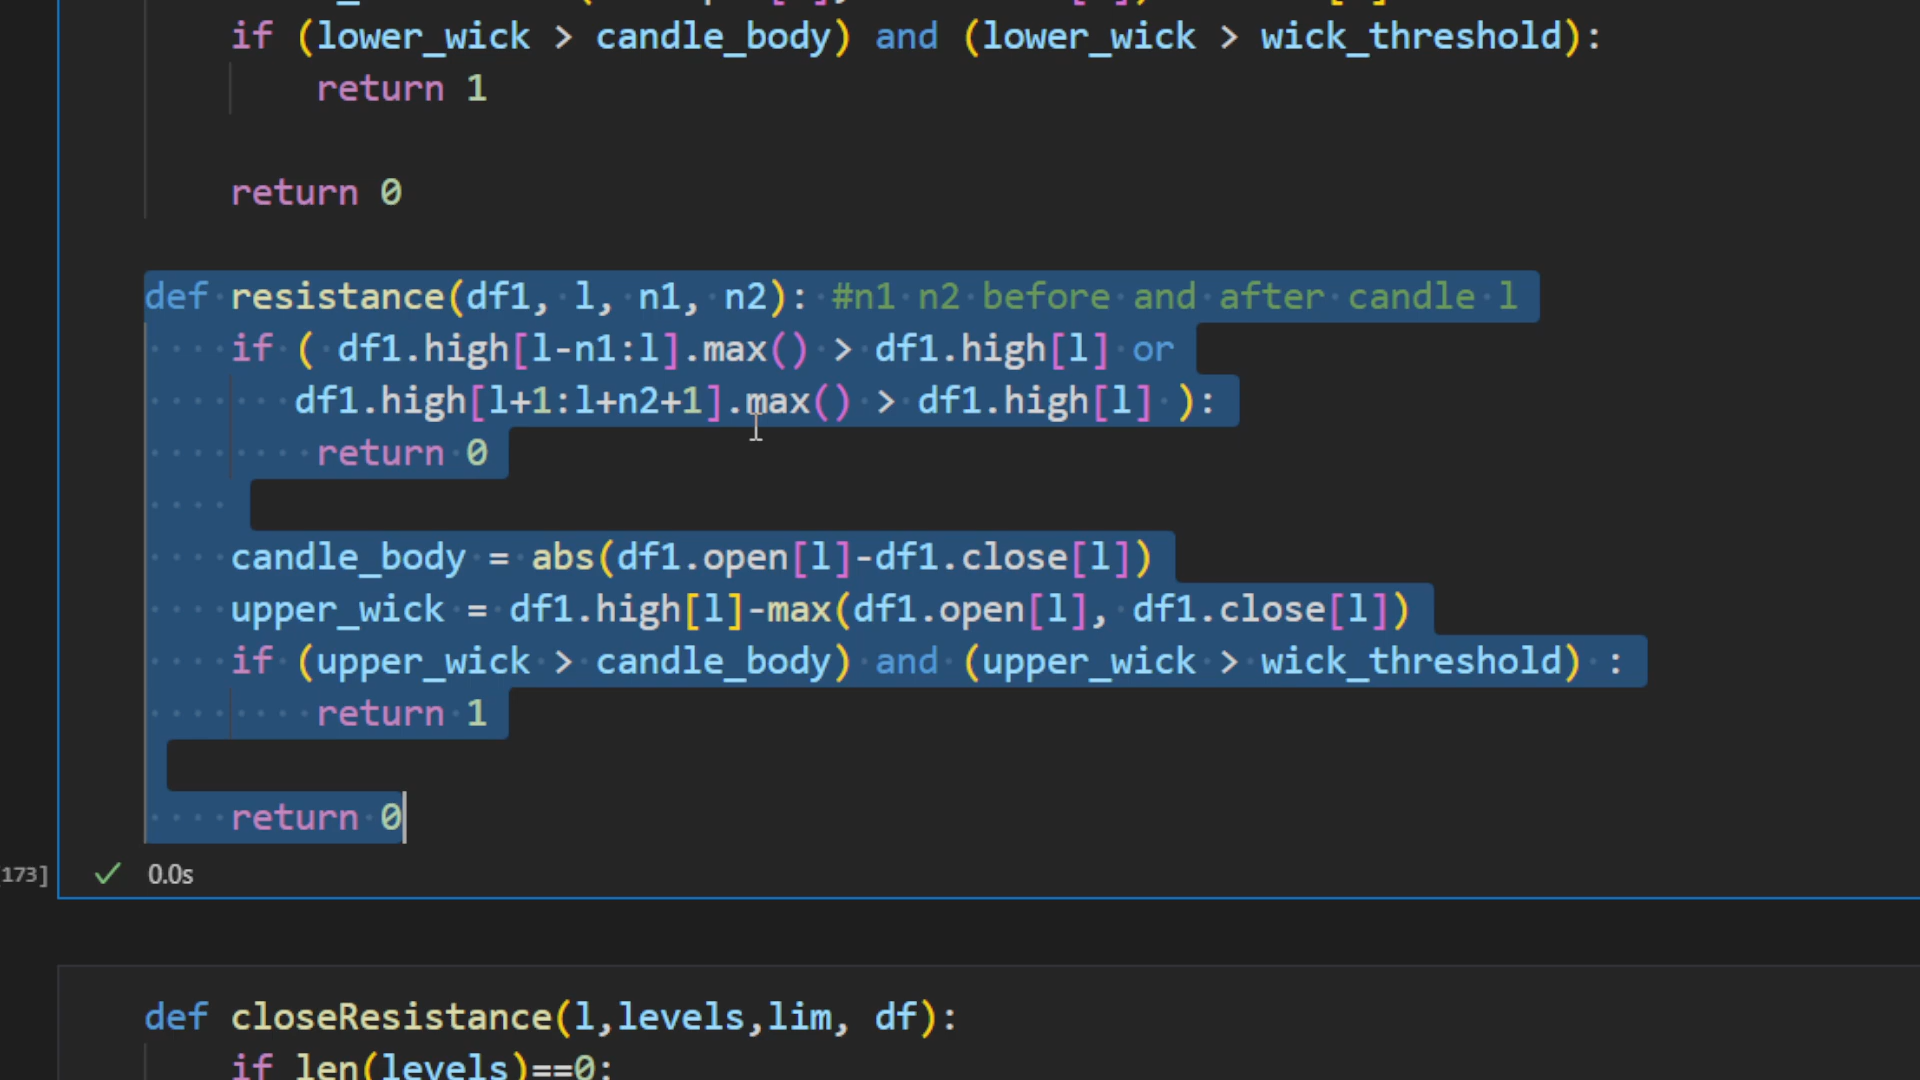 if (lower_wick > candle_body) and (lower_wick > wick_threshold):
return 1
return 0
def resistance(df1, l, n1, n2): #n1 n2 before and after candle l
if ( df1.high[l-n1:l].max() > df1.high[l] or
df1.high[l+1:l+n2+1].max() > df1.high[l] ):
return 0
candle_body = abs(df1.open[l]-df1.close[l])
upper_wick = df1.high[l]-max(df1.open[l], df1.close[l])
if (upper_wick > candle_body) and (upper_wick > wick_threshold) :
return 1
return 0
173]
0.0s
def closeResistance(l,levels,lim, df):
if len(levels)==0: